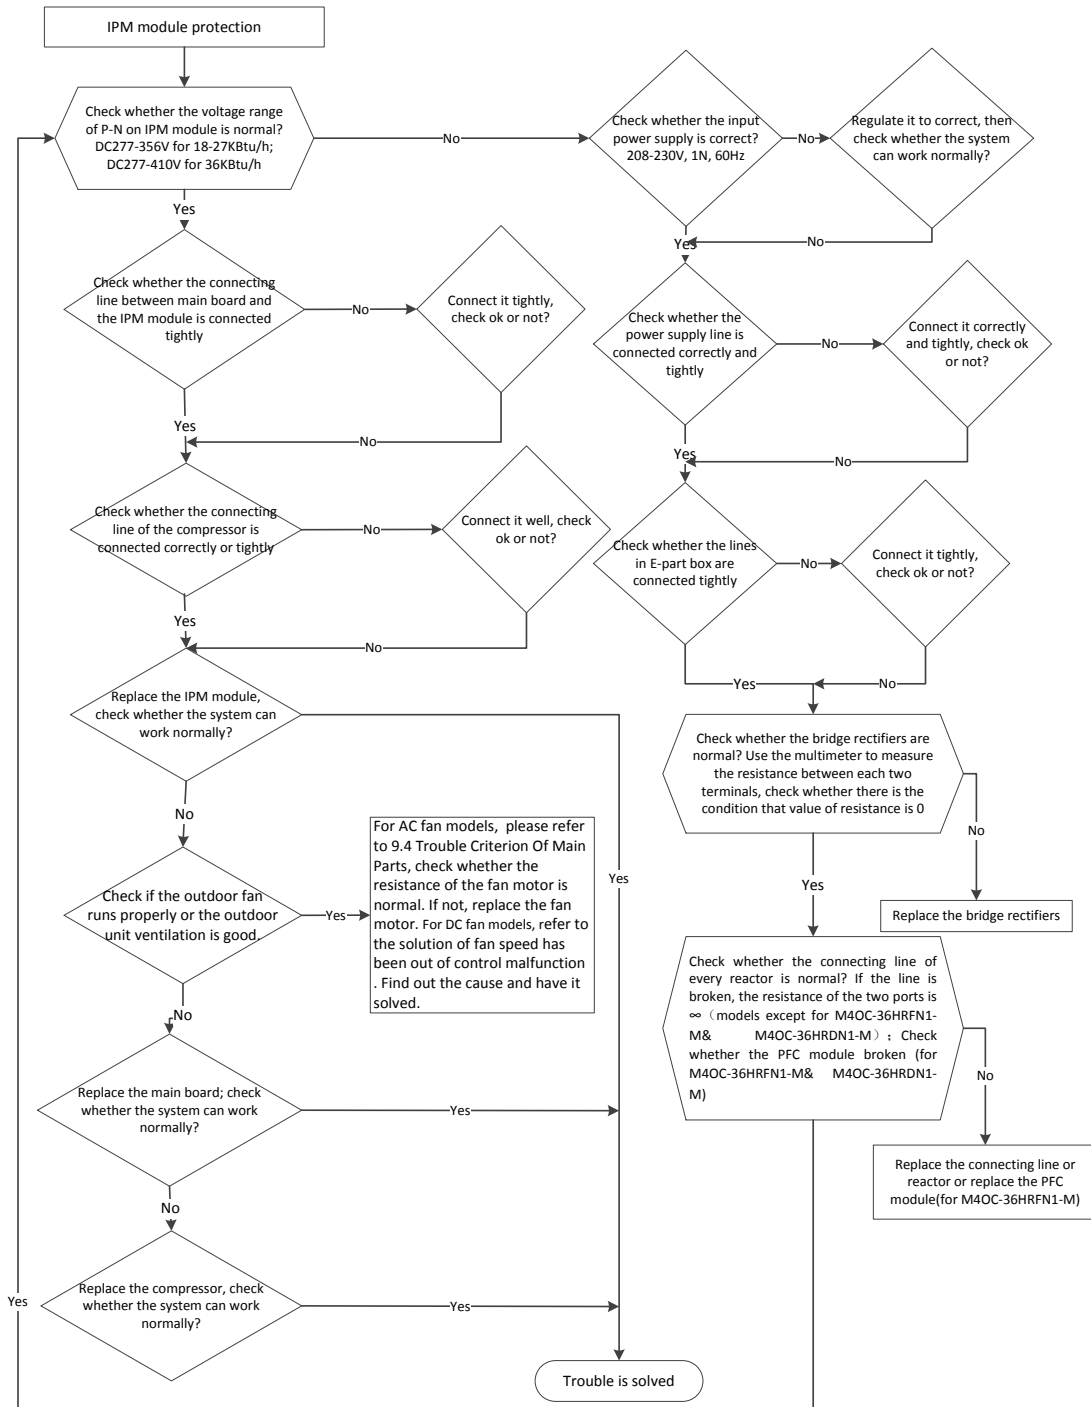 IPM module protection
Check whether the voltage range
of P-N on IPM module is normal?
DC277-356V for 18-27KBtu/h;
DC277-410V for 36KBtu/h
No
Check whether the input
power supply is correct?
208-230V, 1N, 60Hz
No
Regulate it to correct, then
check whether the system
can work normally?
Yes
No
Yes
Check whether the connecting
line between main board and
the IPM module is connected
tightly
No
Connect it tightly,
check ok or not?
Check whether the
power supply line is
connected correctly and
tightly
No
Connect it correctly
and tightly, check ok
or not?
Yes
No
Yes
No
Check whether the connecting
line of the compressor is
connected correctly or tightly
No
Connect it well, check
ok or not?
Check whether the lines
in E-part box are
connected tightly
No
Connect it tightly,
check ok or not?
Yes
No
Yes
No
Replace the IPM module,
check whether the system can
work normally?
Check whether the bridge rectifiers are
normal? Use the multimeter to measure
the resistance between each two
terminals, check whether there is the
condition that value of resistance is 0
No
No
Yes
Yes
Replace the bridge rectifiers
Check if the outdoor fan
runs properly or the outdoor
unit ventilation is good.
Yes
For AC fan models, please refer
to 9.4 Trouble Criterion Of Main
Parts, check whether the
resistance of the fan motor is
normal. If not, replace the fan
motor. For DC fan models, refer to
the solution of fan speed has
been out of control malfunction
. Find out the cause and have it
solved.
Check whether the connecting line of
every reactor is normal? If the line is
broken, the resistance of the two ports is
∞（models except for M4OC-36HRFN1-
M& M4OC-36HRDN1-M）; Check
whether the PFC module broken (for
M4OC-36HRFN1-M& M4OC-36HRDN1-
M)
No
No
Replace the main board; check
whether the system can work
normally?
Yes
Replace the connecting line or
reactor or replace the PFC
module(for M4OC-36HRFN1-M)
No
Replace the compressor, check
whether the system can work
normally?
Yes
Yes
Trouble is solved